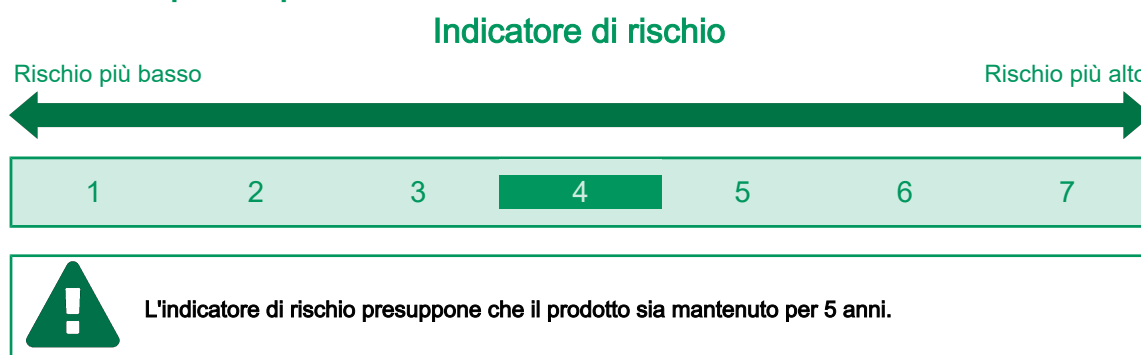 Indicatore di rischio
Rischio più basso Rischio più alto
1 2 3 4 5 6 7
L'indicatore di rischio presuppone che il prodotto sia mantenuto per 5 anni.